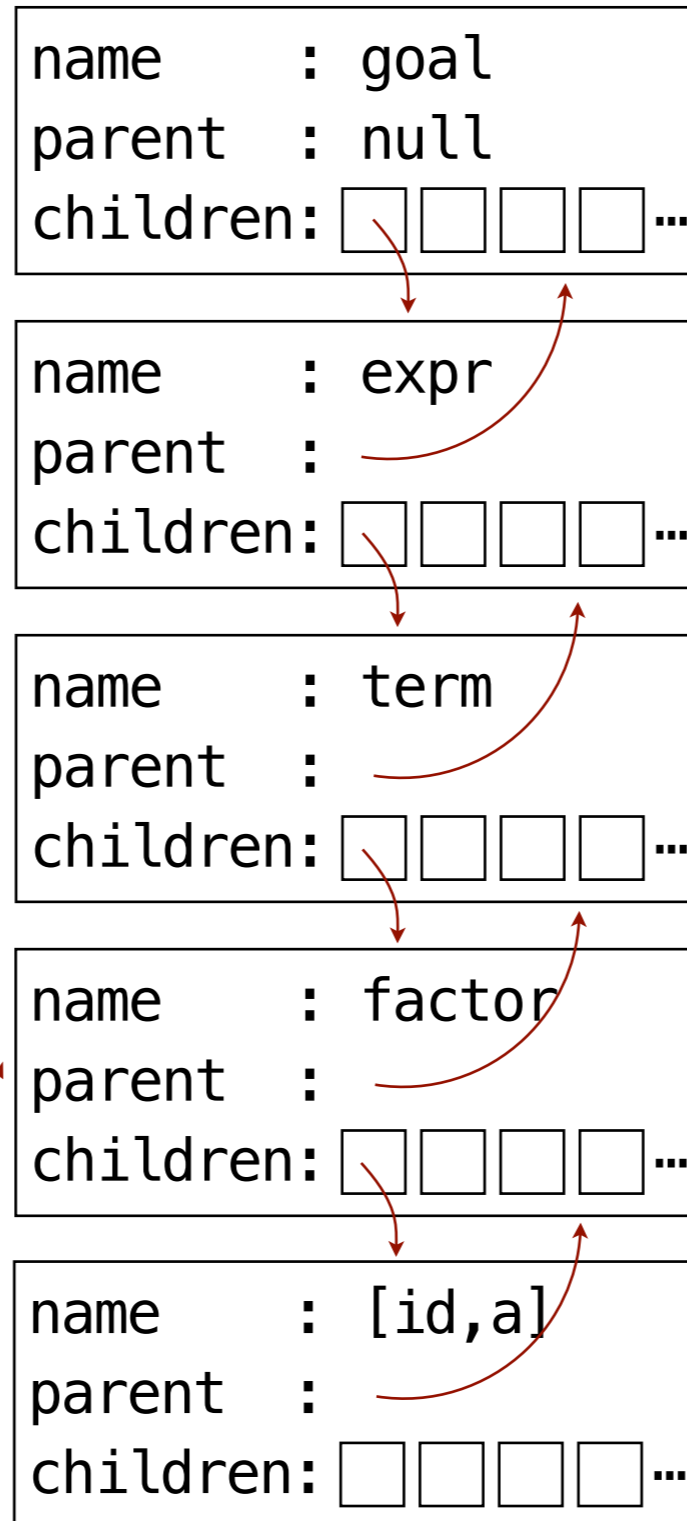 name : goal
parent : null
children: …
name : expr
parent :
children: …
name : term
parent :
children: …
name : factor
parent :
children: …
name : [id,a]
parent :
children: …